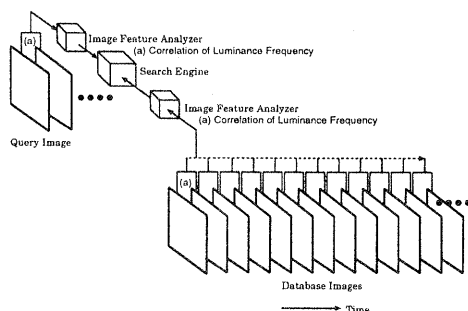 Image Feature Analyzer
(a)
(a) Correlation of Luminance Frequency
Search Engine
Image Feature Analyzer
(a) Correlation of Luminance Frequency
Query Image
(a)
Database Images
Time